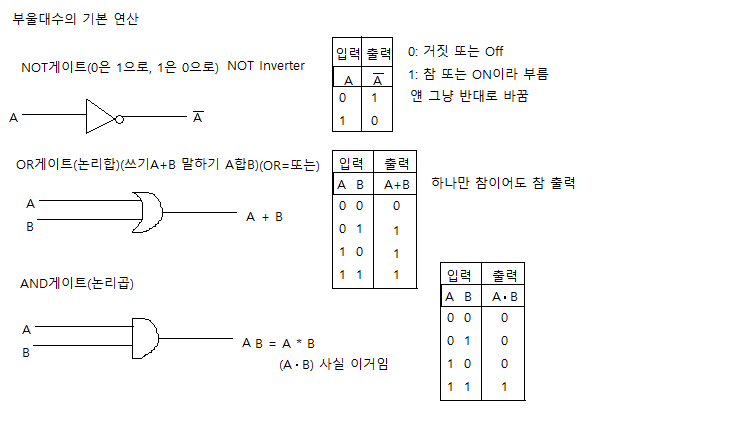 부울대수의 기본 연산
NOT게이트(0은 1으로, 1은 0으로) NOT Inverter
A
A̅
입력 출력
A A̅
0 1
1 0
0: 거짓 또는 Off
1: 참 또는 ON이라 부름
얜 그냥 반대로 바꿈
OR게이트(논리합)(쓰기A+B 말하기 A합B)(OR=또는)
A
B
A + B
입력 출력
A B A+B
0 0 0
0 1 1
1 0 1
1 1 1
하나만 참이어도 참 출력
AND게이트(논리곱)
A
B
A B = A * B
(A·B) 사실 이거임
입력 출력
A B A·B
0 0 0
0 1 0
1 0 0
1 1 1